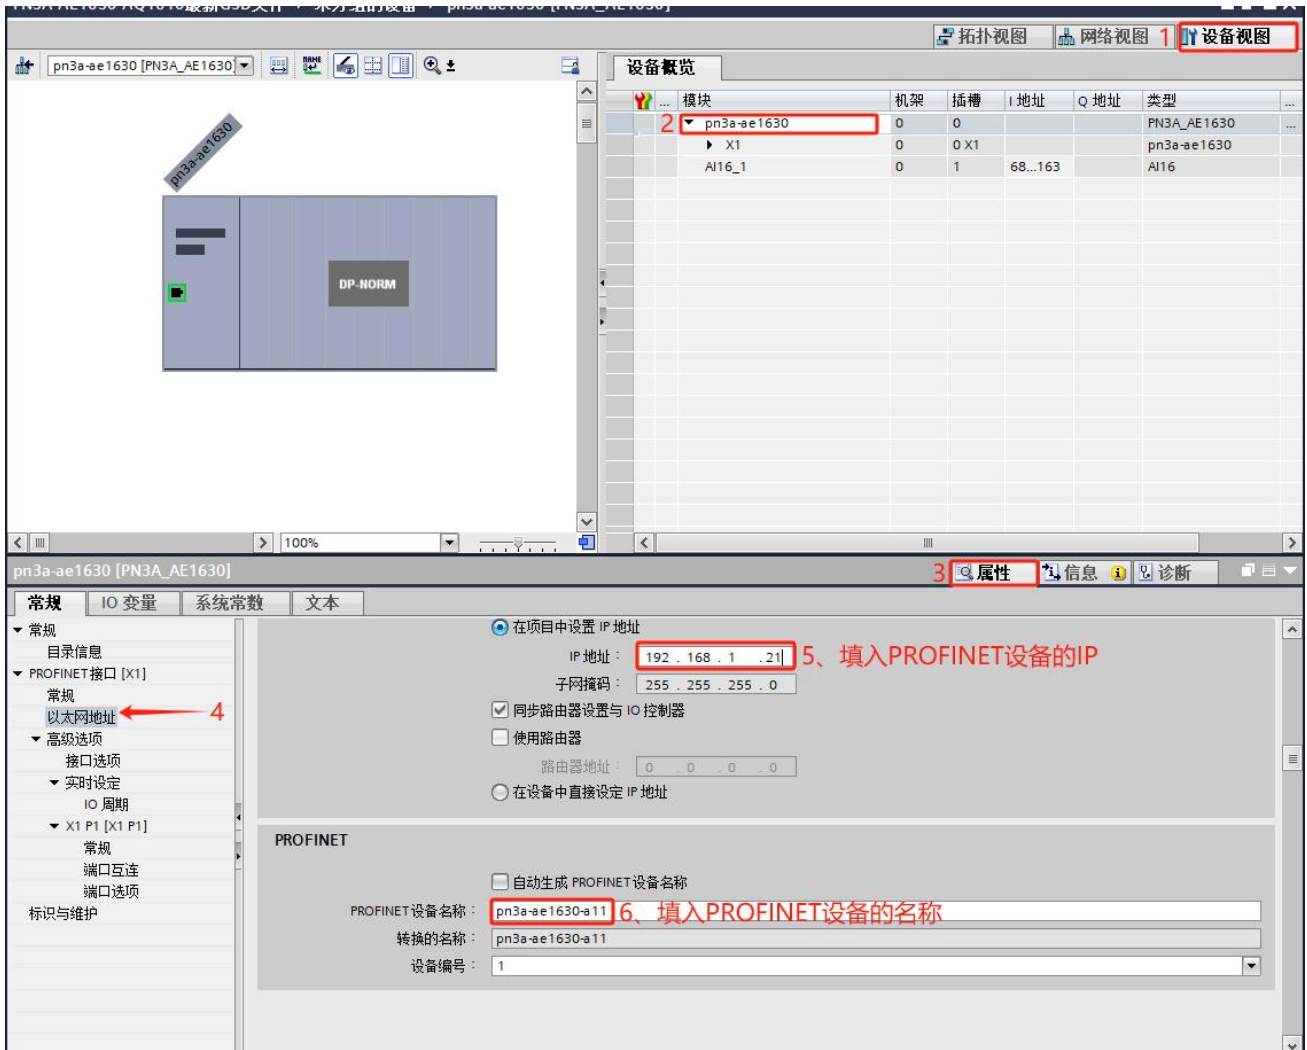 pn3a-ae1630 [PN3A_AE1630]
拓扑视图 网络视图 1 设备视图
pn3a-ae1630 [PN3A_AE1630]
设备概览
... 模块 机架 插槽 I 地址 Q 地址 类型 ...
2 pn3a-ae1630 0 0 PN3A_AE1630 ...
X1 0 0 X1 pn3a-ae1630
AI16_1 0 1 68...163 AI16
pn3a-ae1630
DP-NORM
100%
pn3a-ae1630 [PN3A_AE1630]
3 属性 信息 诊断
常规 IO 变量 系统常数 文本
常规
目录信息
PROFINET接口 [X1]
常规
以太网地址 4
高级选项
接口选项
实时设定
IO 周期
X1 P1 [X1 P1]
常规
端口互连
端口选项
标识与维护
在项目中设置 IP 地址
IP 地址： 192 . 168 . 1 . 21 5、填入PROFINET设备的IP
子网掩码： 255 . 255 . 255 . 0
同步路由器设置与 IO 控制器
使用路由器
路由器地址： 0 . 0 . 0 . 0
在设备中直接设定 IP 地址
PROFINET
自动生成 PROFINET设备名称
PROFINET设备名称： pn3a-ae1630-a11 6、填入PROFINET设备的名称
转换的名称： pn3a-ae1630-a11
设备编号： 1